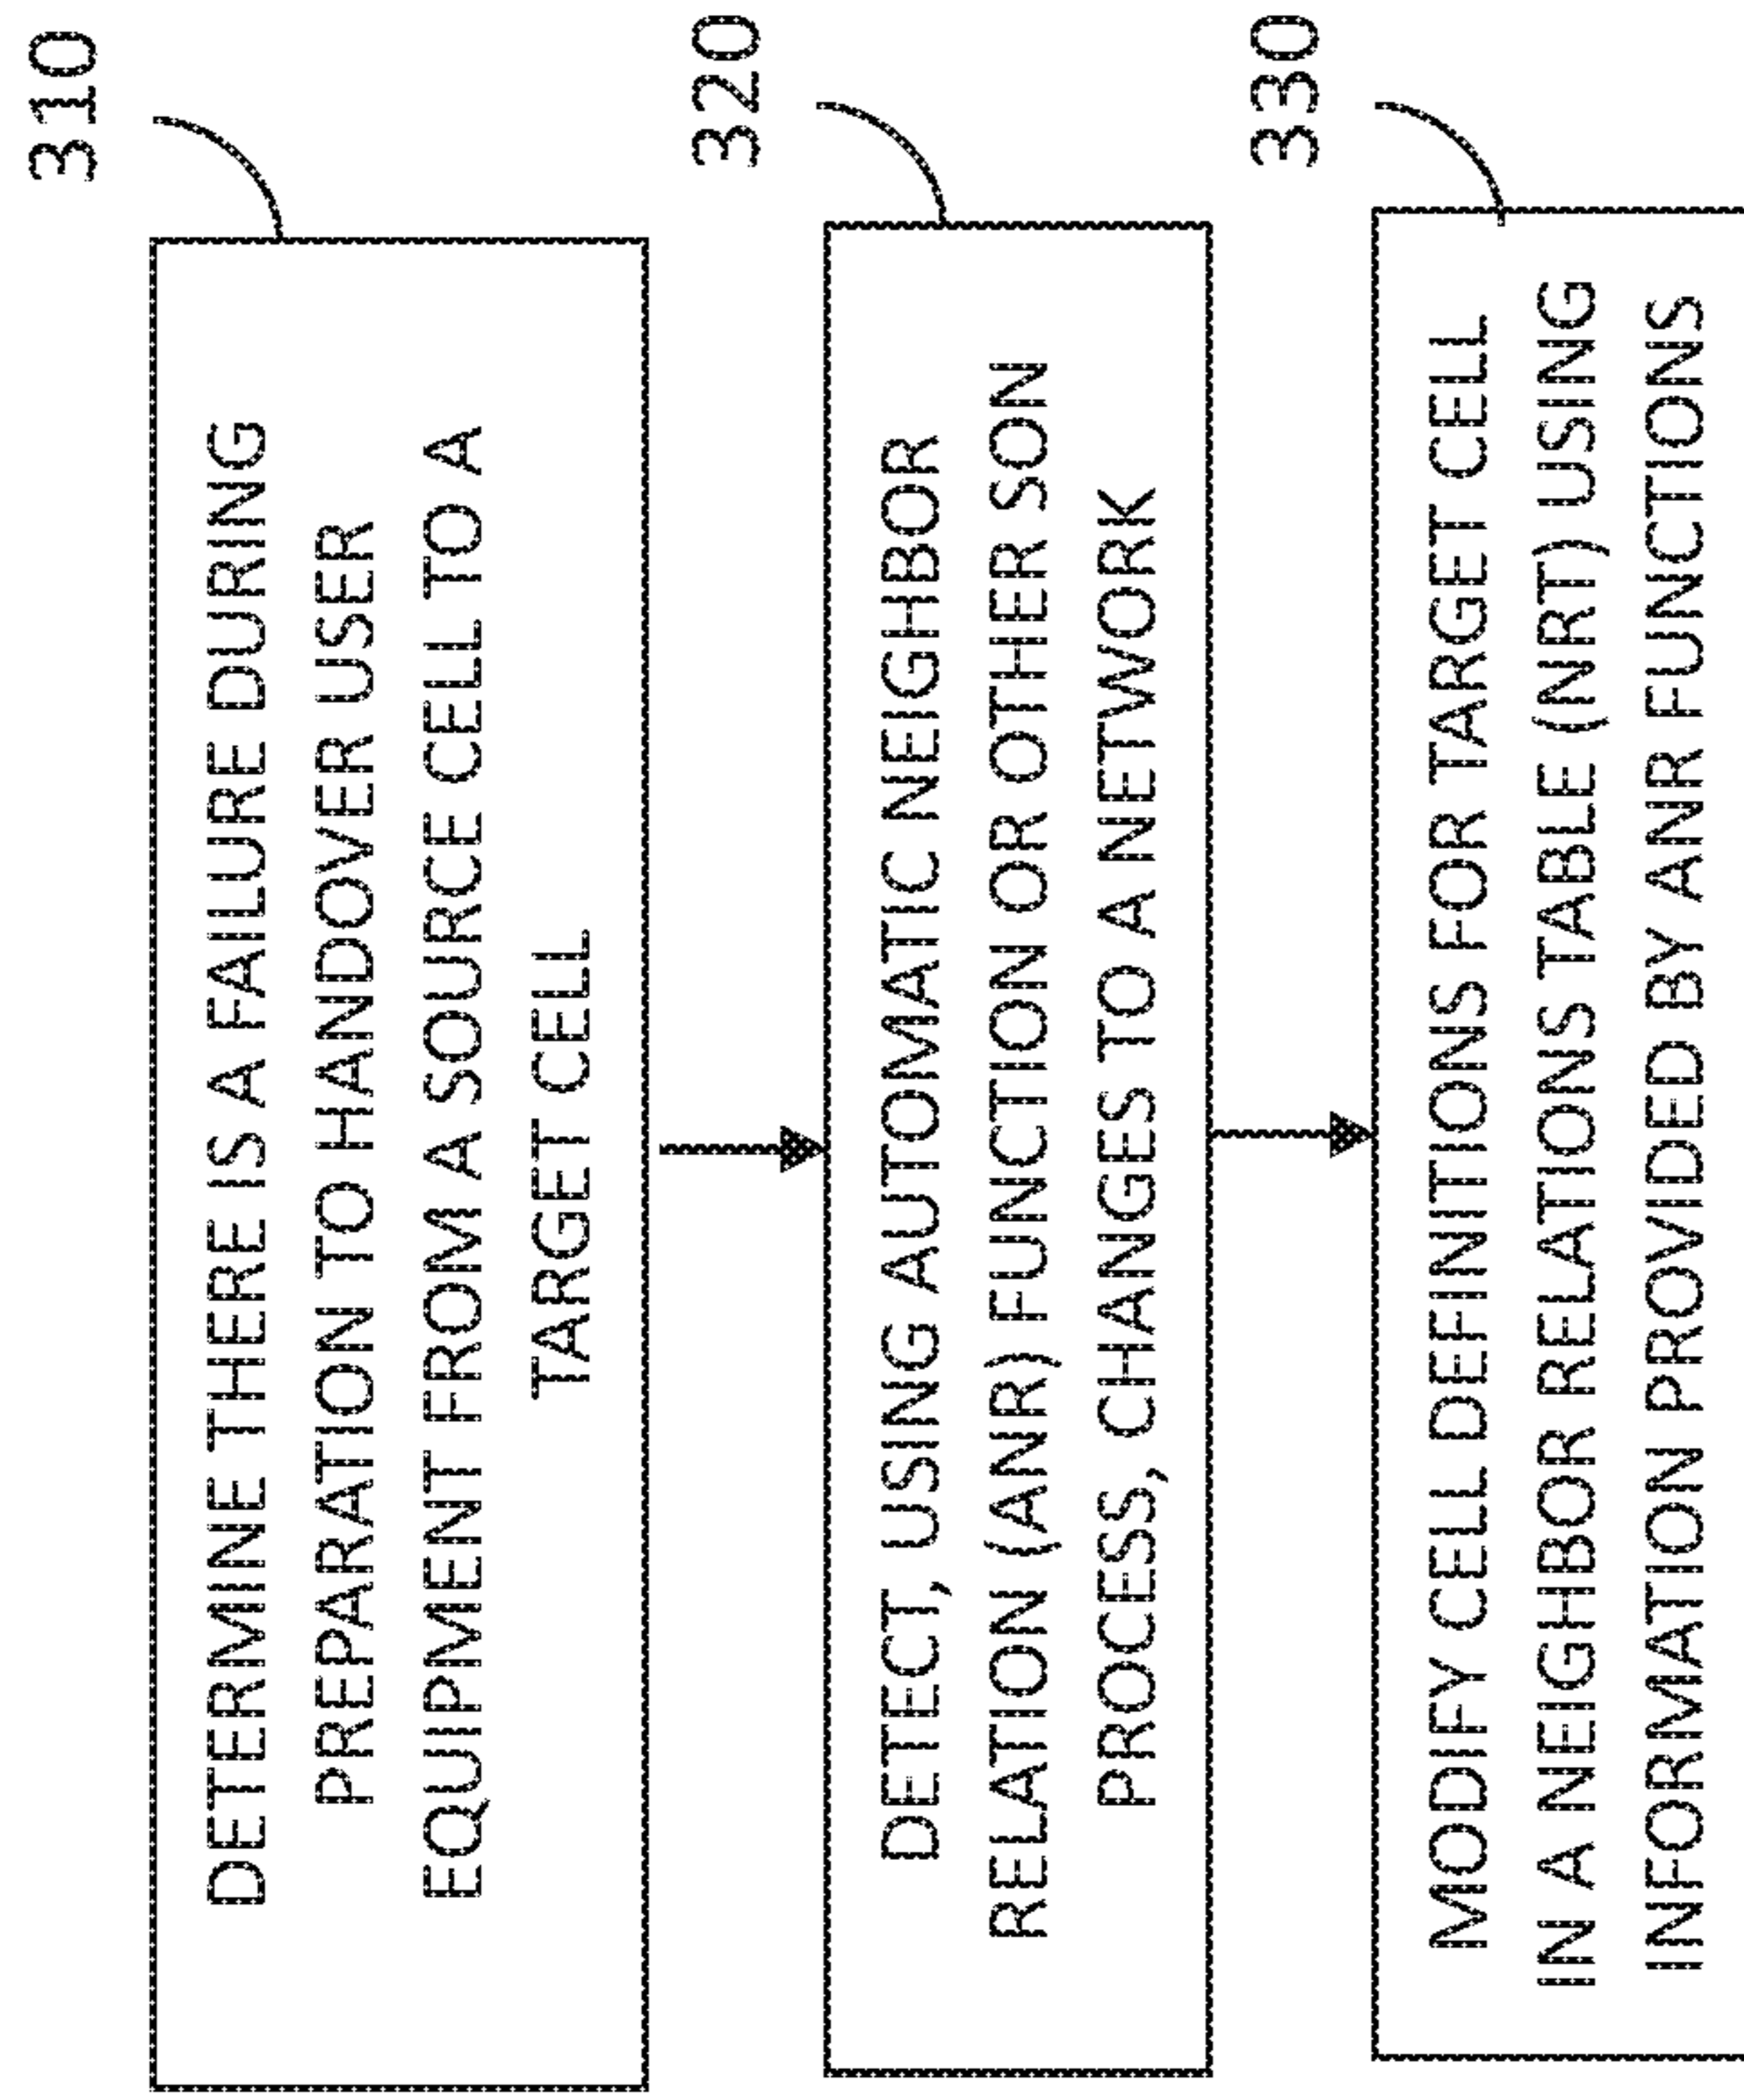 310
DETERMINE THERE IS A FAILURE DURING
PREPARATION TO HANDOVER USER
EQUIPMENT FROM A SOURCE CELL TO A
TARGET CELL
320
DETECT, USING AUTOMATIC NEIGHBOR
RELATION (ANR) FUNCTION OR OTHER SON
PROCESS, CHANGES TO A NETWORK
330
MODIFY CELL DEFINITIONS FOR TARGET CELL
IN A NEIGHBOR RELATIONS TABLE (NRT) USING
INFORMATION PROVIDED BY ANR FUNCTIONS